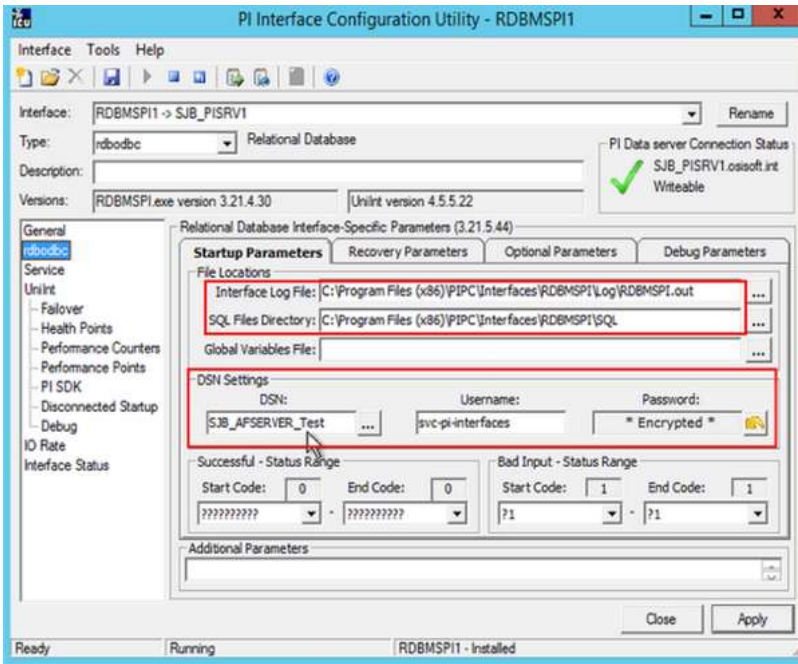 icu
PI Interface Configuration Utility - RDBMSPI1
Interface Tools Help
Interface: RDBMSPI1 -> SJB_PISRV1 Rename
Type: rdbodbc Relational Database
PI Data server Connection Status
SJB_PISRV1.osisoft.int
Writeable
Description:
Versions: RDBMSPI.exe version 3.21.4.30 UniInt version 4.5.5.22
General
rdbodbc
Service
UniInt
Failover
Health Points
Performance Counters
Performance Points
PI SDK
Disconnected Startup
Debug
IO Rate
Interface Status
Relational Database Interface-Specific Parameters (3.21.5.44)
Startup Parameters Recovery Parameters Optional Parameters Debug Parameters
File Locations
Interface Log File: C:\Program Files (x86)\PIPC\Interfaces\RDBMSPI\Log\RDBMSPI.out ...
SQL Files Directory: C:\Program Files (x86)\PIPC\Interfaces\RDBMSPI\SQL ...
Global Variables File: ...
DSN Settings
DSN: Username: Password:
SJB_AFSERVER_Test ... svc-pi-interfaces * Encrypted *
Successful - Status Range
Start Code: 0 End Code: 0
?????????? - ??????????
Bad Input - Status Range
Start Code: 1 End Code: 1
?1 - ?1
Additional Parameters
Close Apply
Ready Running RDBMSPI1 - Installed